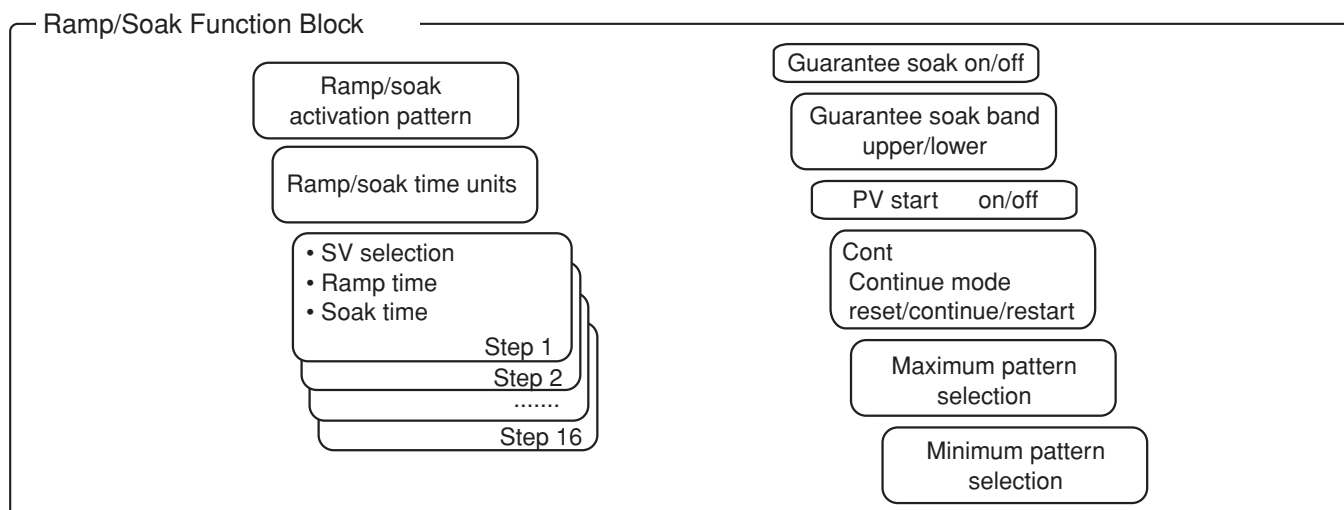 Ramp/Soak Function Block
Ramp/soak
activation pattern
Ramp/soak time units
• SV selection
• Ramp time
• Soak time
Step 1
Step 2
.......
Step 16
Guarantee soak on/off
Guarantee soak band
upper/lower
PV start on/off
Cont
Continue mode
reset/continue/restart
Maximum pattern
selection
Minimum pattern
selection